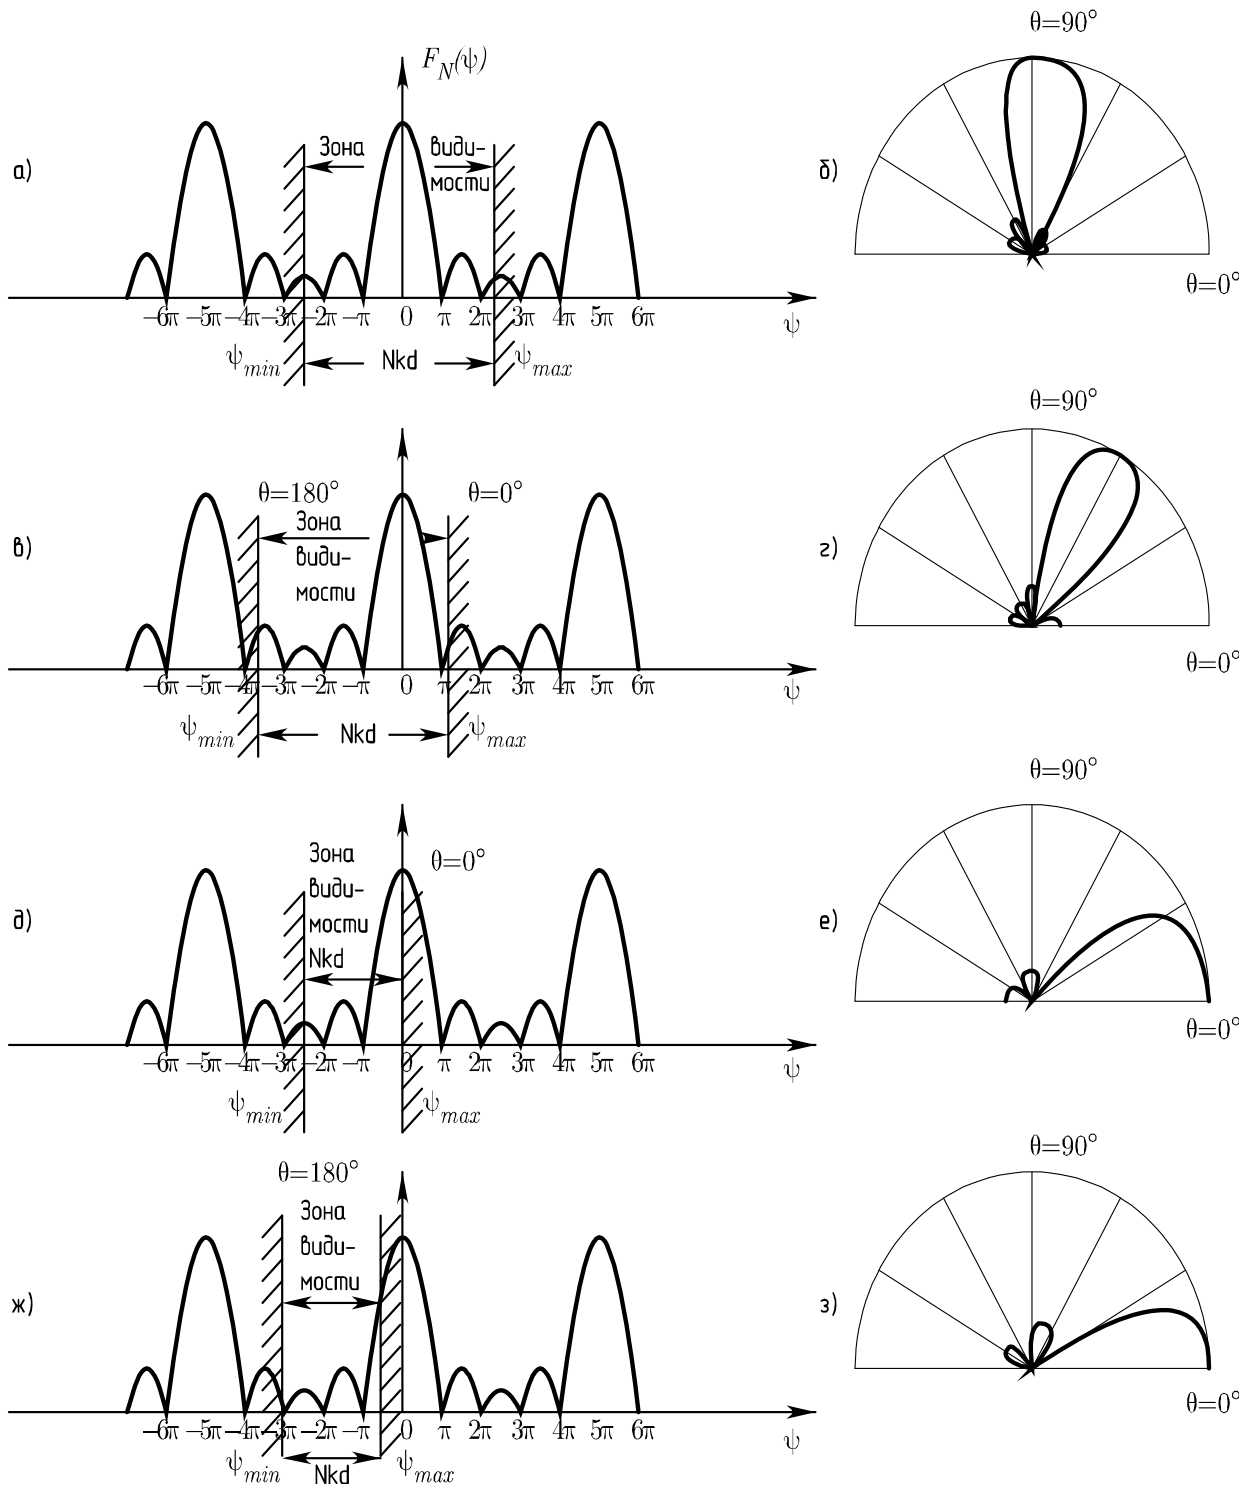 θ=90°
F_N(ψ)
Зона види-
мости
а)
б)
θ=0°
−6π −5π −4π −3π −2π −π 0 π 2π 3π 4π 5π 6π
ψ
ψ_min Nkd ψ_max
θ=90°
θ=180° θ=0°
Зона
види-
мости
в)
г)
θ=0°
−6π −5π −4π −3π −2π −π 0 π 2π 3π 4π 5π 6π
ψ
ψ_min Nkd ψ_max
θ=90°
Зона
θ=0°
види-
мости
Nkd
д)
е)
θ=0°
−6π −5π −4π −3π −2π −π 0 π 2π 3π 4π 5π 6π
ψ
ψ_min ψ_max
θ=90°
θ=180°
Зона
види-
мости
ж)
з)
θ=0°
−6π −5π −4π −3π −2π −π 0 π 2π 3π 4π 5π 6π
ψ
ψ_min Nkd ψ_max